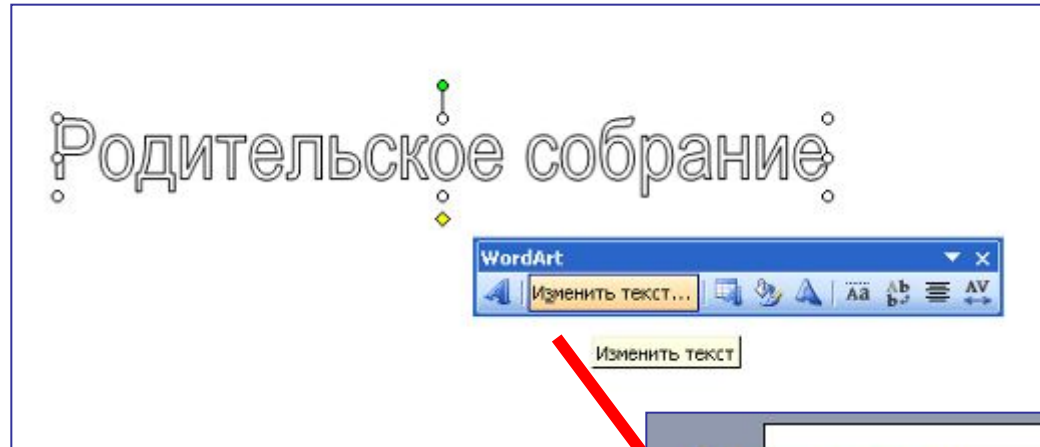 Родительское собрание
WordArt
Изменить текст...
Изменить текст